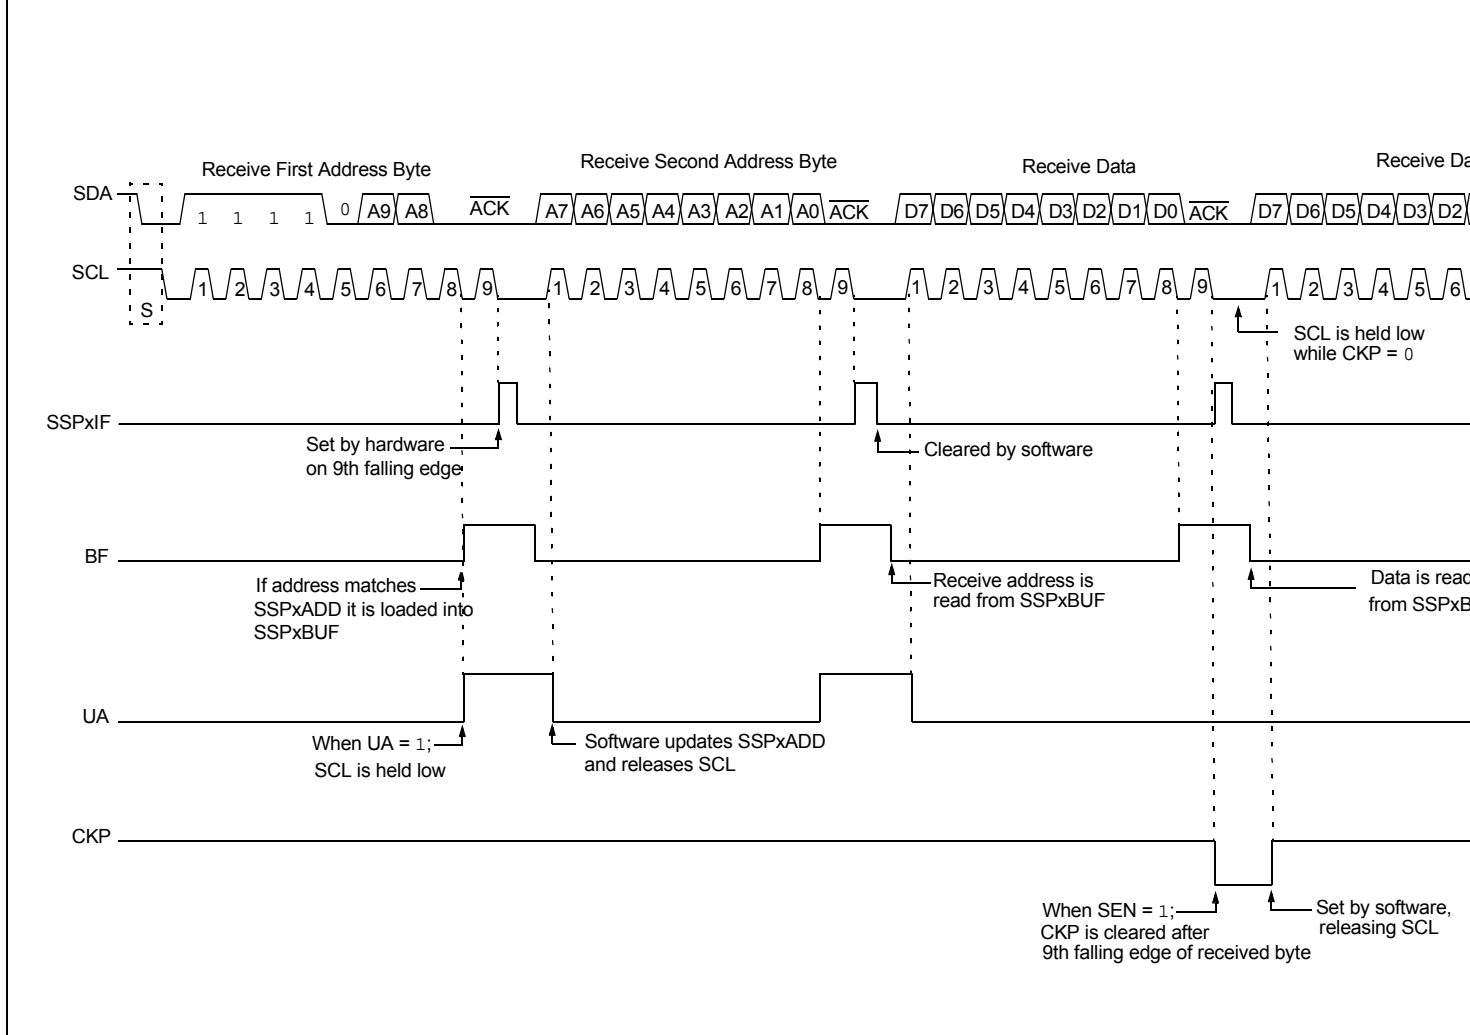 Receive First Address Byte
Receive Second Address Byte
Receive Data
Receive Da
SDA
1 1 1 1 0 A9 A8 ACK A7 A6 A5 A4 A3 A2 A1 A0 ACK D7 D6 D5 D4 D3 D2 D1 D0 ACK D7 D6 D5 D4 D3 D2
SCL
S
1 2 3 4 5 6 7 8 9 1 2 3 4 5 6 7 8 9 1 2 3 4 5 6 7 8 9 1 2 3 4 5 6
SCL is held low
while CKP = 0
SSPxIF
Set by hardware
on 9th falling edge
Cleared by software
BF
If address matches
SSPxADD it is loaded into
SSPxBUF
Receive address is
read from SSPxBUF
Data is read
from SSPxB
UA
When UA = 1;
SCL is held low
Software updates SSPxADD
and releases SCL
CKP
When SEN = 1;
CKP is cleared after
9th falling edge of received byte
Set by software,
releasing SCL